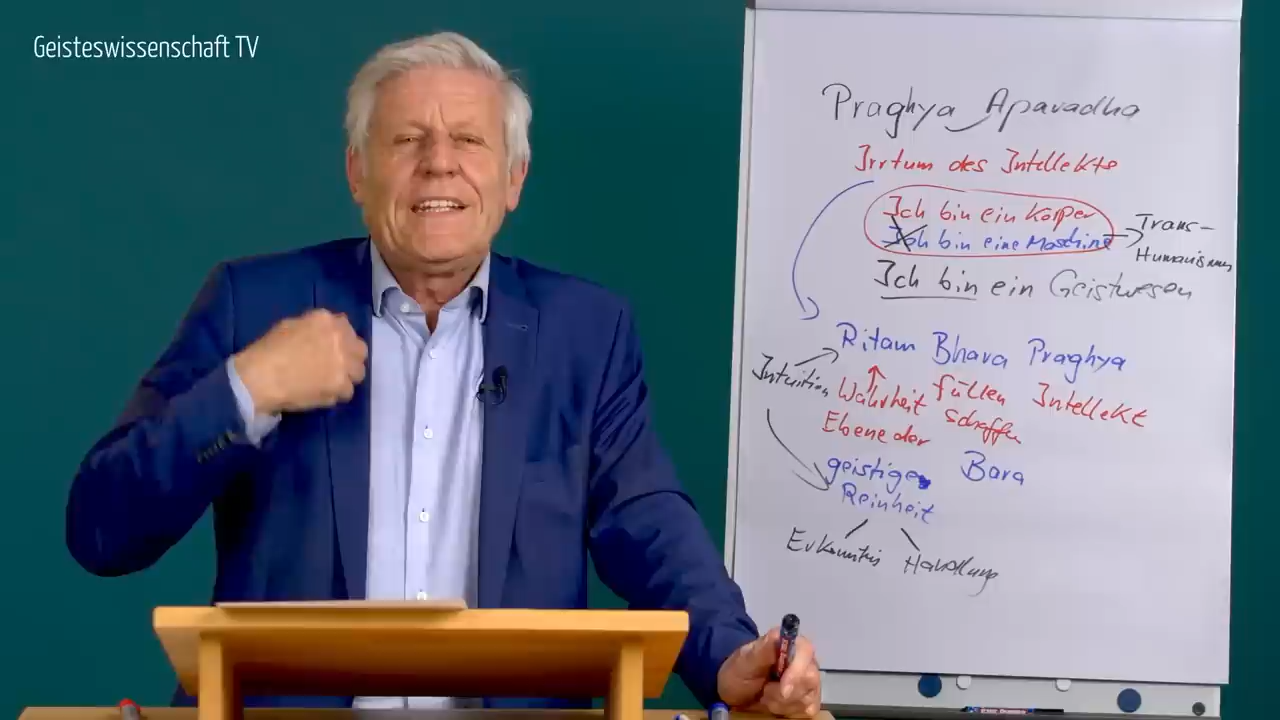 Geisteswissenschaft TV
Praghya Aparadha
Irrtum des Intellekts
Ich bin ein Körper
Ich bin eine Maschine
Trans-
Humanismus
Ich bin ein Geistwesen
Ritam Bhara Praghya
Intuition
Wahrheit füllen Intellekt
Ebene der schaffen
geistigen Bara
Reinheit
Erkenntnis Handlung